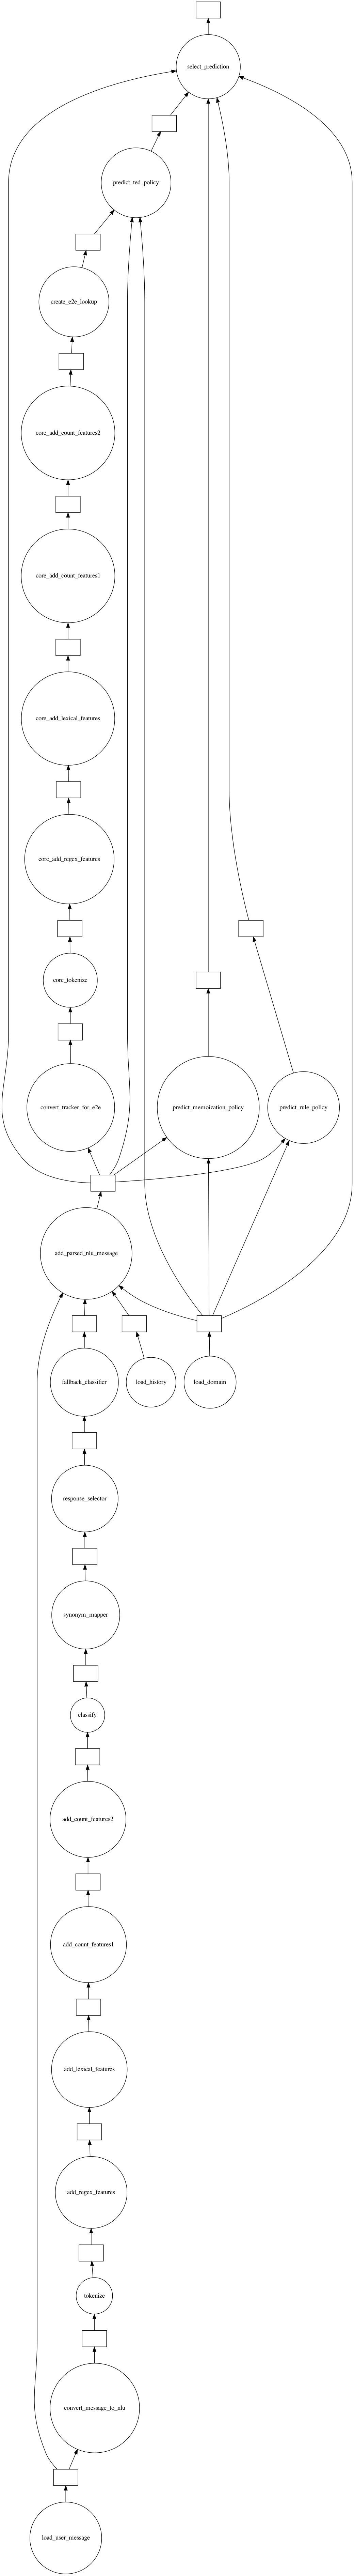 select_prediction
predict_ted_policy
create_e2e_lookup
core_add_count_features2
core_add_count_features1
core_add_lexical_features
core_add_regex_features
core_tokenize
convert_tracker_for_e2e
predict_memoization_policy
predict_rule_policy
add_parsed_nlu_message
fallback_classifier
load_history
load_domain
response_selector
synonym_mapper
classify
add_count_features2
add_count_features1
add_lexical_features
add_regex_features
tokenize
convert_message_to_nlu
load_user_message